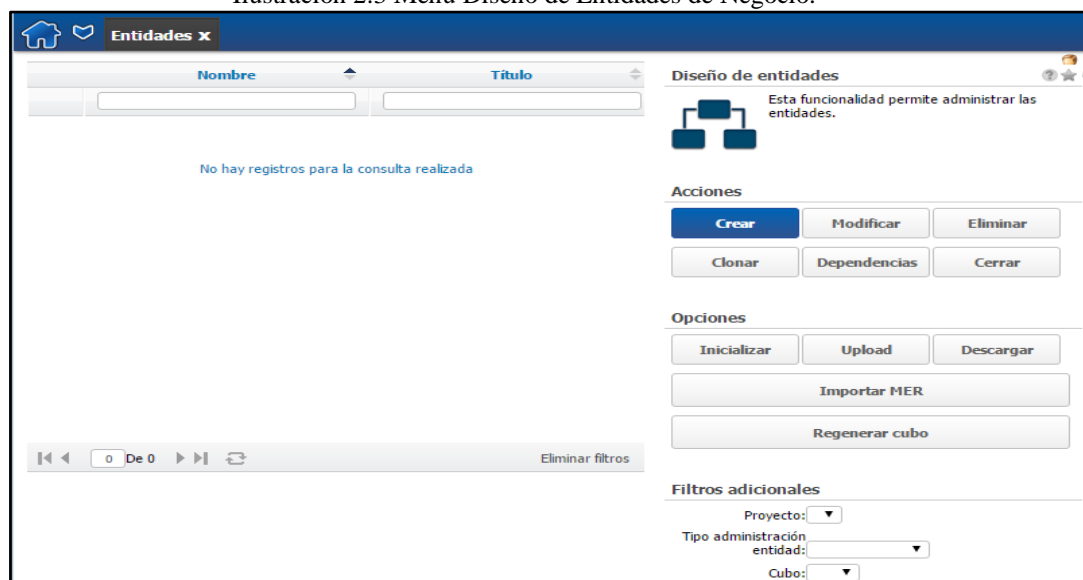 Ilustración 2.3 Menú Diseño de Entidades de Negocio.
Entidades x
Nombre Título
No hay registros para la consulta realizada
0 De 0 Eliminar filtros
Diseño de entidades
Esta funcionalidad permite administrar las
entidades.
Acciones
Crear Modificar Eliminar
Clonar Dependencias Cerrar
Opciones
Inicializar Upload Descargar
Importar MER
Regenerar cubo
Filtros adicionales
Proyecto:
Tipo administración
entidad:
Cubo: